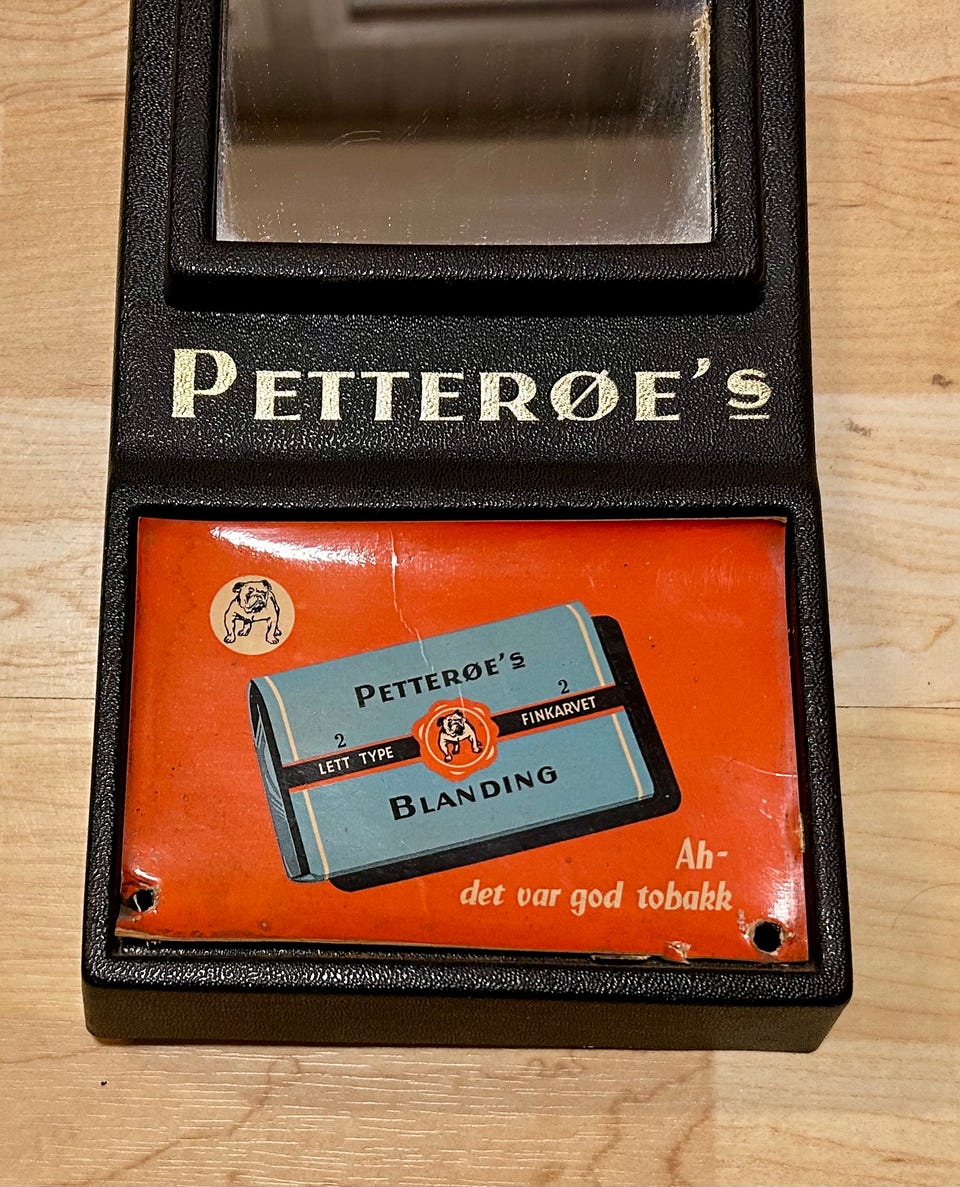 PETTERØE's
PETTERØE's
2
2
LETT TYPE
FINKARVET
BLANDING
Ah-
det var god tobakk